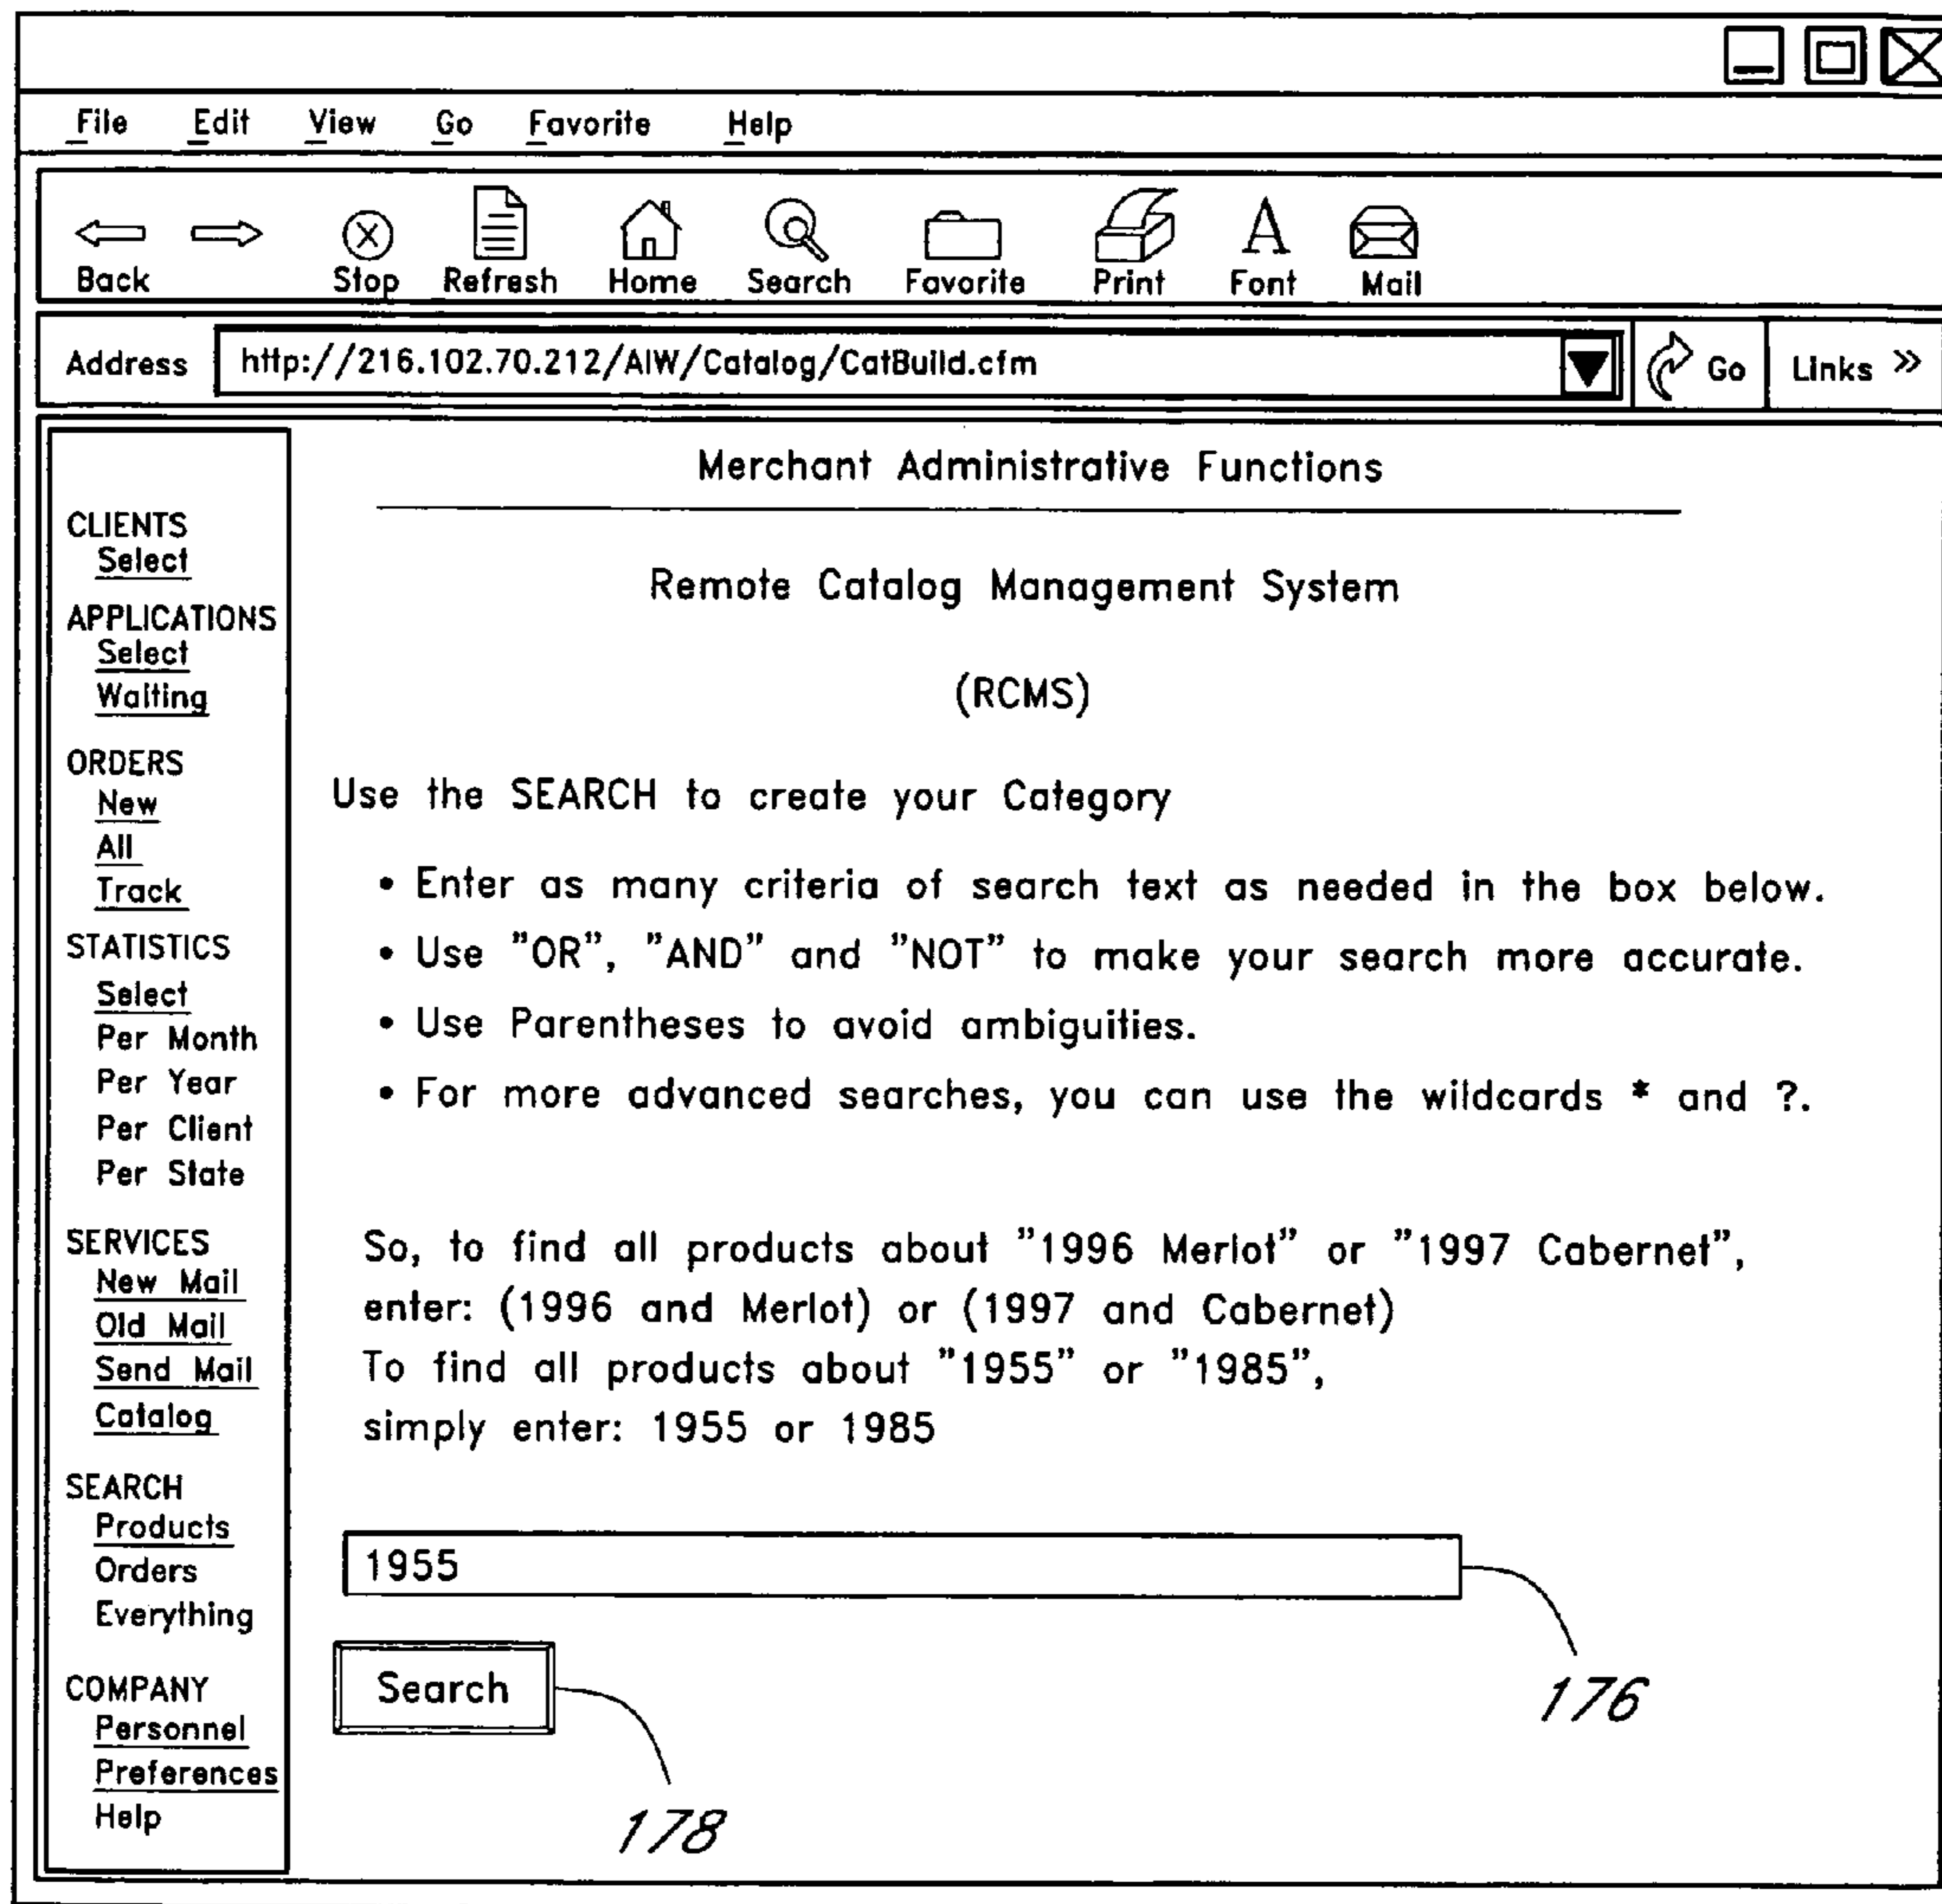 File Edit View Go Favorite Help
Back Stop Refresh Home Search Favorite Print Font Mail
Address http://216.102.70.212/AIW/Catalog/CatBuild.cfm Go Links »
CLIENTS
Select
APPLICATIONS
Select
Waiting
ORDERS
New
All
Track
STATISTICS
Select
Per Month
Per Year
Per Client
Per State
SERVICES
New Mail
Old Mail
Send Mail
Catalog
SEARCH
Products
Orders
Everything
COMPANY
Personnel
Preferences
Help
Merchant Administrative Functions
Remote Catalog Management System
(RCMS)
Use the SEARCH to create your Category
• Enter as many criteria of search text as needed in the box below.
• Use "OR", "AND" and "NOT" to make your search more accurate.
• Use Parentheses to avoid ambiguities.
• For more advanced searches, you can use the wildcards * and ?.
So, to find all products about "1996 Merlot" or "1997 Cabernet",
enter: (1996 and Merlot) or (1997 and Cabernet)
To find all products about "1955" or "1985",
simply enter: 1955 or 1985
1955
Search
176
178